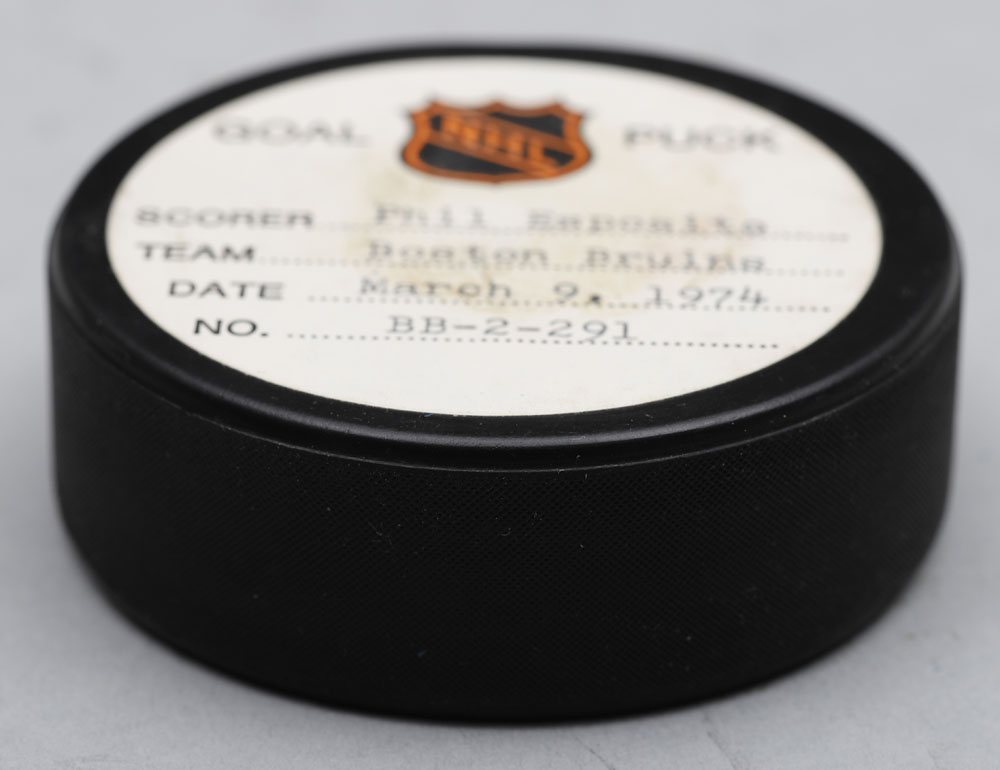 GOAL NHL PUCK
SCORER Phil Esposito
TEAM Boston Bruins
DATE March 9, 1974
NO. BB-2-291